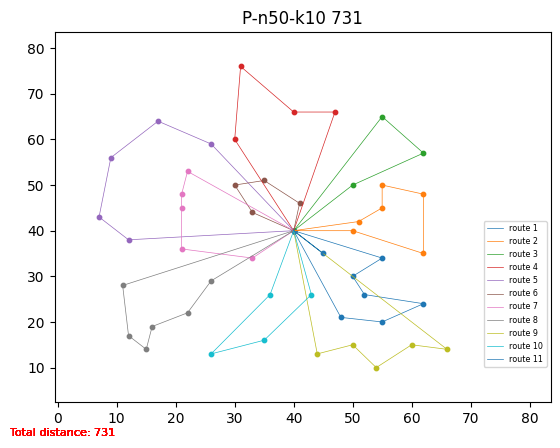 P-n50-k10 731
80
70
60
50
40
30
20
10
0 10 20 30 40 50 60 70 80
route 1
route 2
route 3
route 4
route 5
route 6
route 7
route 8
route 9
route 10
route 11
Total distance: 731